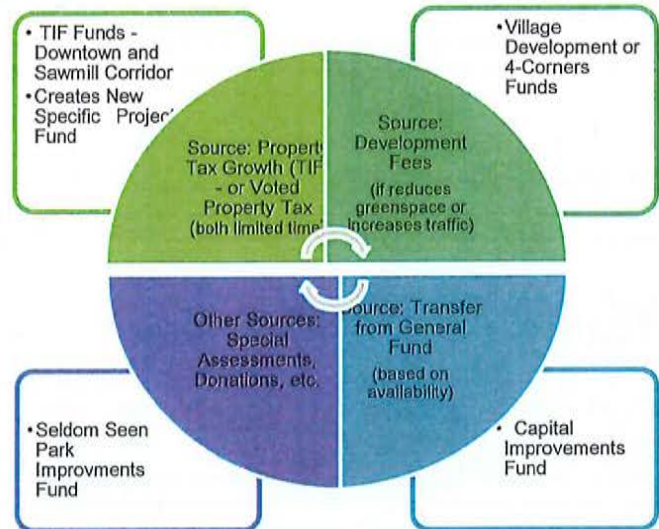 • TIF Funds -
Downtown and
Sawmill Corridor
• Creates New
Specific Project
Fund
•Village
Development or
4-Corners
Funds
Source: Property
Tax Growth (TIF)
- or Voted
Property Tax
(both limited time)
Source:
Development
Fees
(if reduces
greenspace or
increases traffic)
Other Sources:
Special
Assessments,
Donations, etc.
Source: Transfer
from General
Fund
(based on
availability)
•Seldom Seen
Park
Improvments
Fund
• Capital
Improvements
Fund